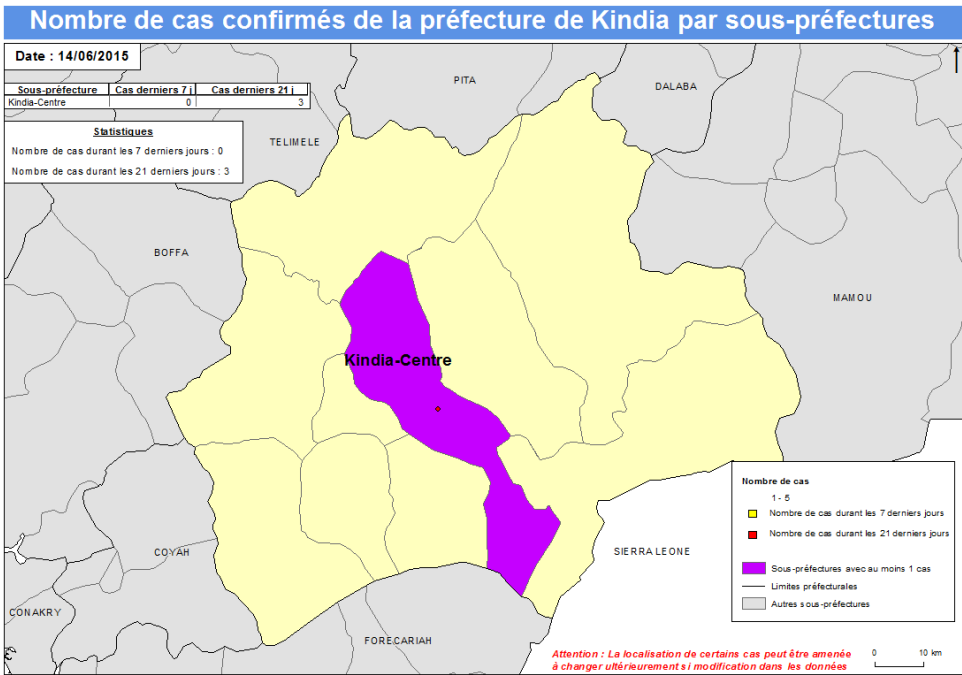 Nombre de cas confirmés de la préfecture de Kindia par sous-préfectures
Date : 14/06/2015
Sous-préfecture Cas derniers 7 j Cas derniers 21 j
Kindia-Centre 0 3
Statistiques
Nombre de cas durant les 7 derniers jours : 0
Nombre de cas durant les 21 derniers jours : 3
PITA
DALABA
TELIMELE
BOFFA
MAMOU
Kindia-Centre
COYAH
SIERRA LEONE
CONAKRY
FORECARIAH
Nombre de cas
1 - 5
Nombre de cas durant les 7 derniers jours
Nombre de cas durant les 21 derniers jours
Sous-préfectures avec au moins 1 cas
Limites préfecturales
Autres sous-préfectures
Attention : La localisation de certains cas peut être amenée
à changer ultérieurement si modification dans les données
0 10 km